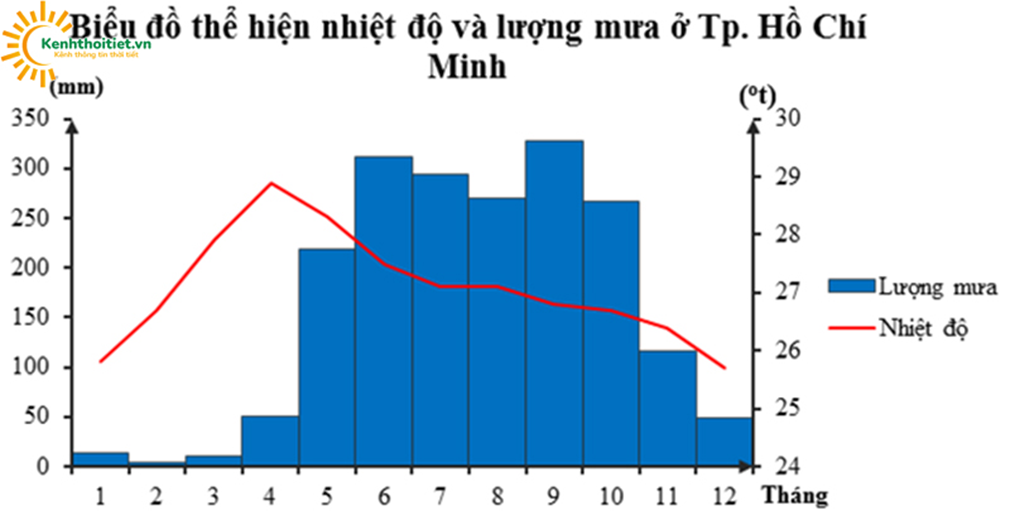 Biểu đồ thể hiện nhiệt độ và lượng mưa ở Tp. Hồ Chí
Minh
Kenhthoitiet.vn
Kênh thông tin thời tiết
(mm)
(ºt)
350
300
250
200
150
100
50
0
30
29
28
27
26
25
24
1 2 3 4 5 6 7 8 9 10 11 12 Tháng
Lượng mưa
Nhiệt độ